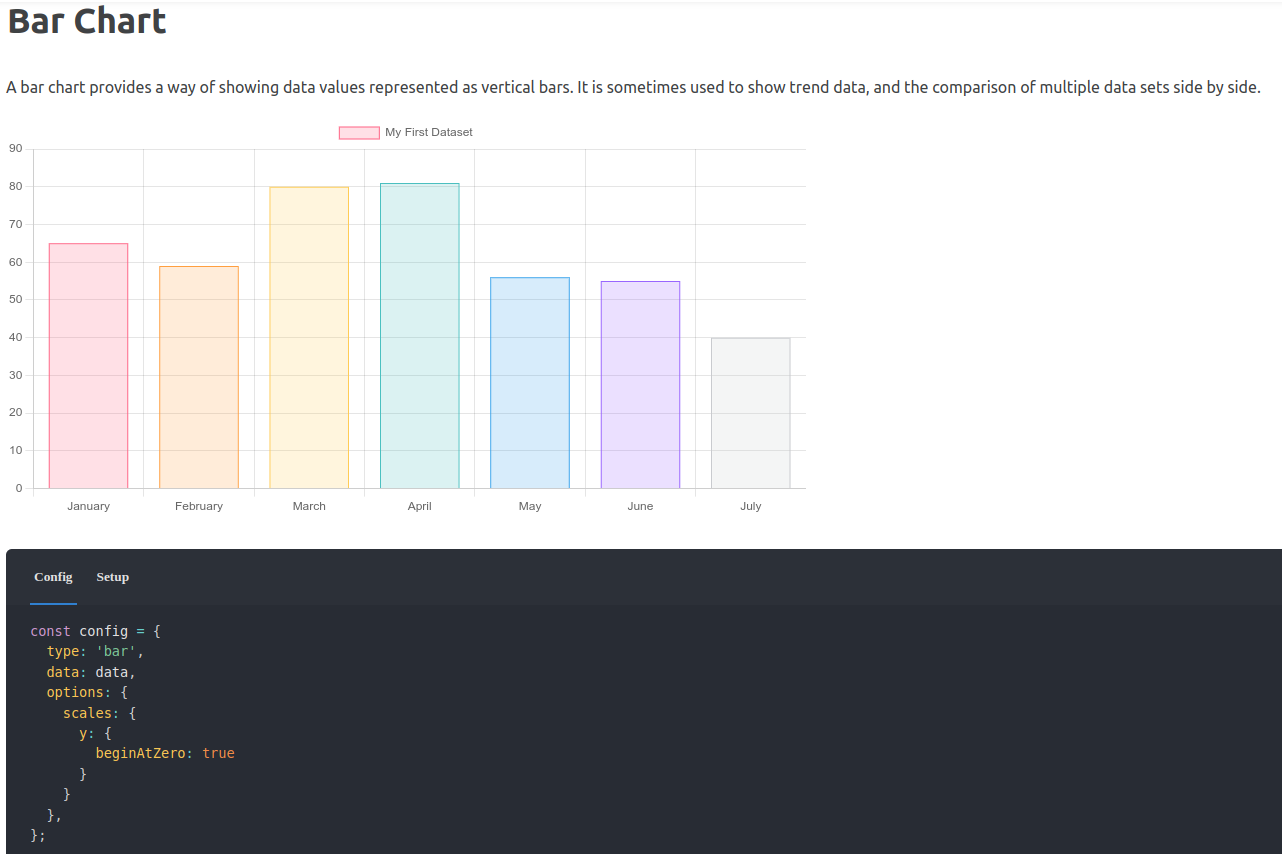 Bar Chart
A bar chart provides a way of showing data values represented as vertical bars. It is sometimes used to show trend data, and the comparison of multiple data sets side by side.
My First Dataset
90
80
70
60
50
40
30
20
10
0
January February March April May June July
Config Setup
const config = {
  type: 'bar',
  data: data,
  options: {
    scales: {
      y: {
        beginAtZero: true
      }
    }
  },
};